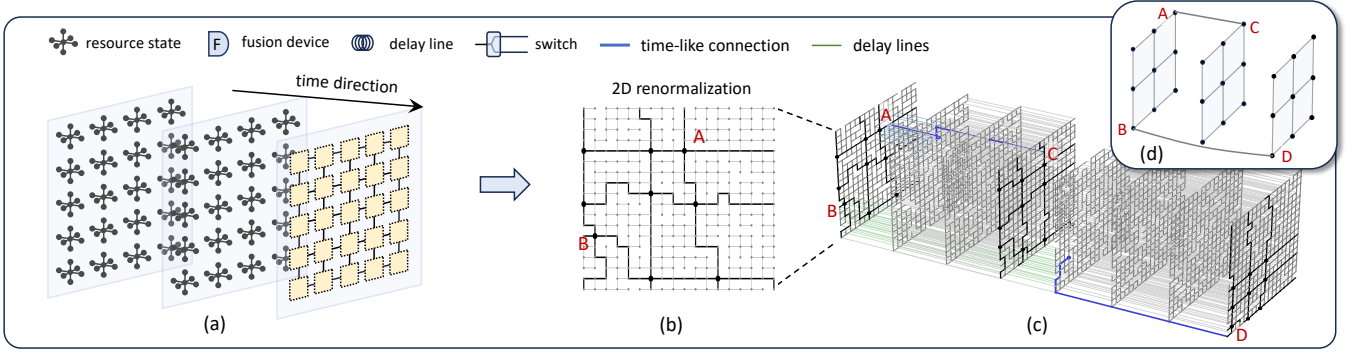 resource state
F
fusion device
delay line
switch
time-like connection
delay lines
time direction
2D renormalization
A
B
A
B
C
D
A
C
B
D
(a)
(b)
(c)
(d)